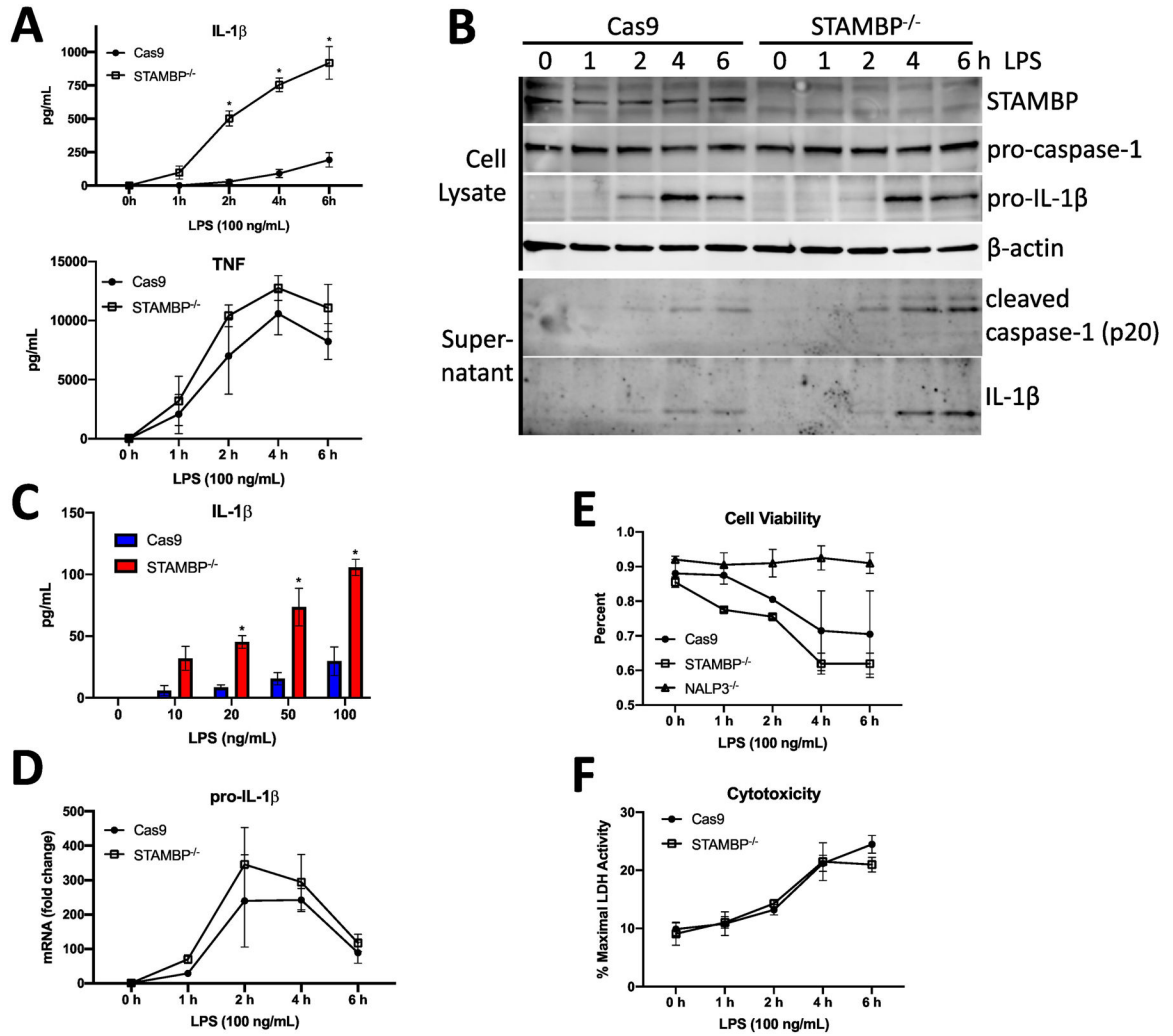 A
IL-1β
Cas9
STAMBP-/-
pg/mL
1000
750
500
250
0
*
*
*
0h
1h
2h
4h
6h
LPS (100 ng/mL)
TNF
Cas9
STAMBP-/-
pg/mL
15000
10000
5000
0
0 h
1 h
2 h
4 h
6 h
LPS (100 ng/mL)
B
Cas9
STAMBP-/-
0 1 2 4 6 0 1 2 4 6 h LPS
Cell
Lysate
STAMBP
pro-caspase-1
pro-IL-1β
β-actin
Super-
natant
cleaved
caspase-1 (p20)
IL-1β
C
IL-1β
Cas9
STAMBP-/-
pg/mL
150
100
50
0
*
*
*
0
10
20
50
100
LPS (ng/mL)
D
pro-IL-1β
Cas9
STAMBP-/-
mRNA (fold change)
500
400
300
200
100
0
0 h
1 h
2 h
4 h
6 h
LPS (100 ng/mL)
E
Cell Viability
Percent
1.0
0.9
0.8
0.7
0.6
0.5
Cas9
STAMBP-/-
NALP3-/-
0 h
1 h
2 h
4 h
6 h
LPS (100 ng/mL)
F
Cytotoxicity
Cas9
STAMBP-/-
% Maximal LDH Activity
30
20
10
0
0 h
1 h
2 h
4 h
6 h
LPS (100 ng/mL)